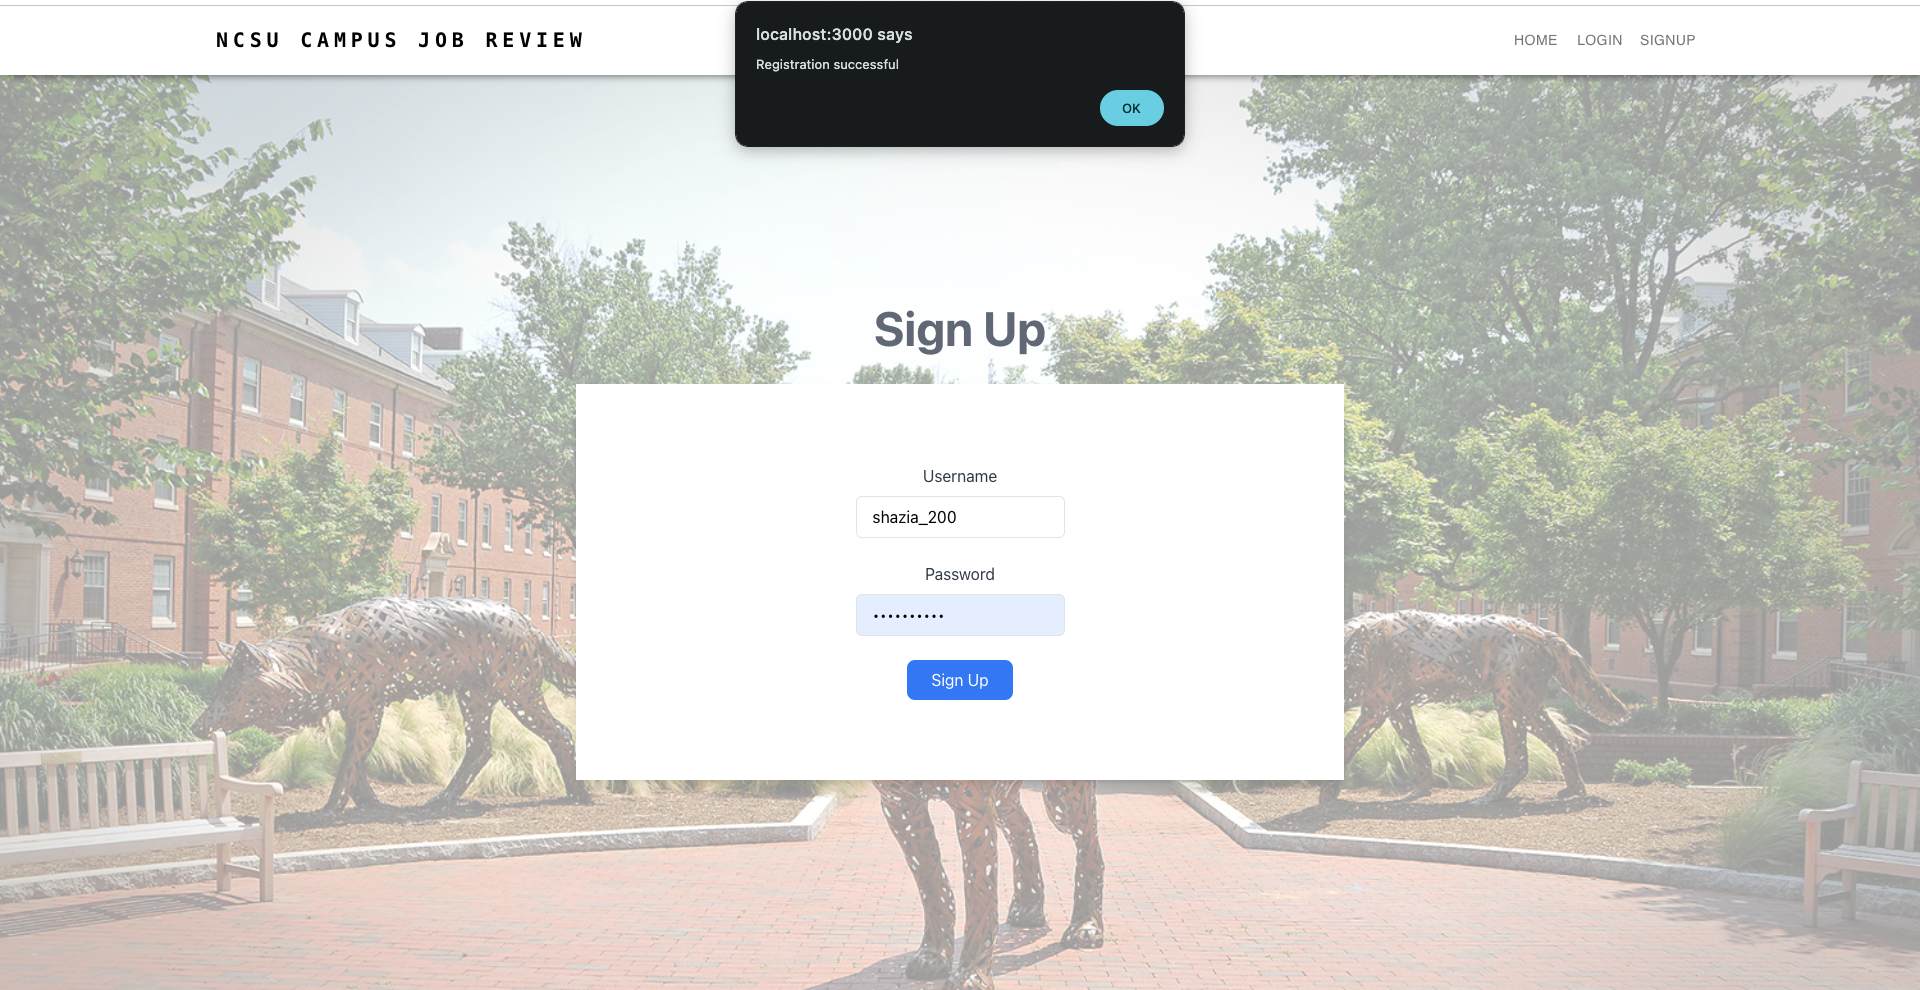 NCSU CAMPUS JOB REVIEW
localhost:3000 says
Registration successful
OK
HOME LOGIN SIGNUP
Sign Up
Username
shazia_200
Password
••••••••••
Sign Up